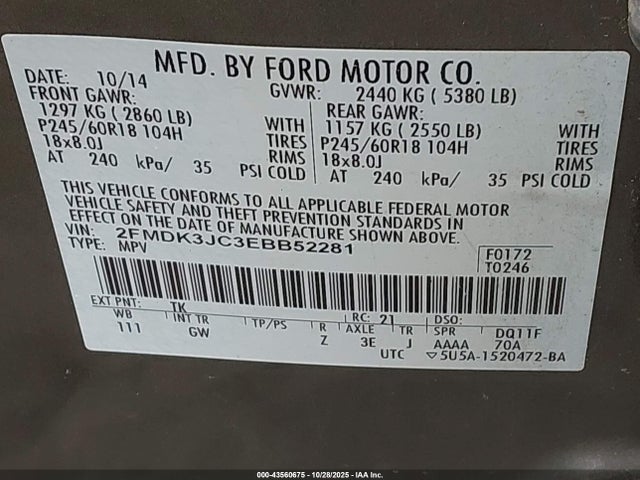 MFD. BY FORD MOTOR CO.
DATE: 10/14 GVWR: 2440 KG ( 5380 LB)
FRONT GAWR: REAR GAWR:
1297 KG ( 2860 LB) WITH 1157 KG ( 2550 LB) WITH
P245/60R18 104H TIRES P245/60R18 104H TIRES
18x8.0J RIMS 18x8.0J RIMS
AT 240 kPa/ 35 PSI COLD AT 240 kPa/ 35 PSI COLD
THIS VEHICLE CONFORMS TO ALL APPLICABLE FEDERAL MOTOR
VEHICLE SAFETY AND THEFT PREVENTION STANDARDS IN
EFFECT ON THE DATE OF MANUFACTURE SHOWN ABOVE.
VIN: 2FMDK3JC3EBB52281 F0172
TYPE: MPV T0246
EXT PNT: TK RC: 21 DSO:
WB INT TR TP/PS R AXLE TR SPR DQ11F
111 GW Z 3E J AAAA 70A
UTC ▽5U5A-1520472-BA
000-43560675 | 10/28/2025 | IAA Inc.